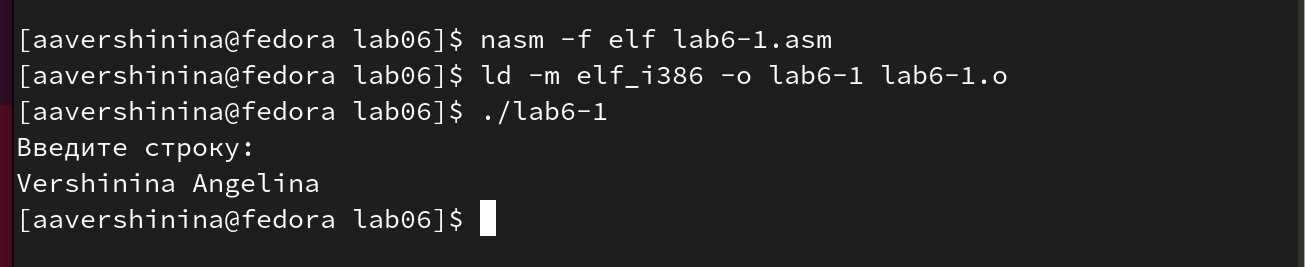 [aavershinina@fedora lab06]$ nasm -f elf lab6-1.asm
[aavershinina@fedora lab06]$ ld -m elf_i386 -o lab6-1 lab6-1.o
[aavershinina@fedora lab06]$ ./lab6-1
Введите строку:
Vershinina Angelina
[aavershinina@fedora lab06]$